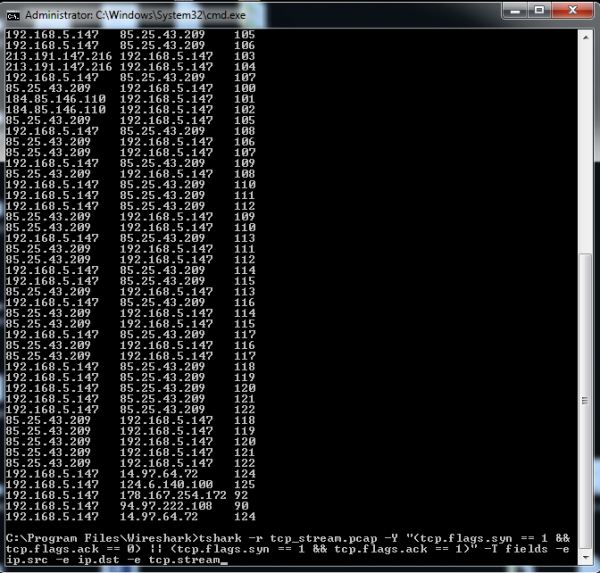 Administrator: C:\Windows\System32\cmd.exe
192.168.5.147 85.25.43.209 105
192.168.5.147 85.25.43.209 106
213.191.147.216 192.168.5.147 103
213.191.147.216 192.168.5.147 104
192.168.5.147 85.25.43.209 107
85.25.43.209 192.168.5.147 100
184.85.146.110 192.168.5.147 101
184.85.146.110 192.168.5.147 102
85.25.43.209 192.168.5.147 105
192.168.5.147 85.25.43.209 108
85.25.43.209 192.168.5.147 106
85.25.43.209 192.168.5.147 107
192.168.5.147 85.25.43.209 109
85.25.43.209 192.168.5.147 108
192.168.5.147 85.25.43.209 110
192.168.5.147 85.25.43.209 111
192.168.5.147 85.25.43.209 112
85.25.43.209 192.168.5.147 109
85.25.43.209 192.168.5.147 110
192.168.5.147 85.25.43.209 113
85.25.43.209 192.168.5.147 111
85.25.43.209 192.168.5.147 112
192.168.5.147 85.25.43.209 114
192.168.5.147 85.25.43.209 115
85.25.43.209 192.168.5.147 113
192.168.5.147 85.25.43.209 116
85.25.43.209 192.168.5.147 114
85.25.43.209 192.168.5.147 115
192.168.5.147 85.25.43.209 117
85.25.43.209 192.168.5.147 116
85.25.43.209 192.168.5.147 117
192.168.5.147 85.25.43.209 118
192.168.5.147 85.25.43.209 119
192.168.5.147 85.25.43.209 120
192.168.5.147 85.25.43.209 121
192.168.5.147 85.25.43.209 122
85.25.43.209 192.168.5.147 118
85.25.43.209 192.168.5.147 119
85.25.43.209 192.168.5.147 120
85.25.43.209 192.168.5.147 121
85.25.43.209 192.168.5.147 122
192.168.5.147 14.97.64.72 124
192.168.5.147 124.6.140.100 125
192.168.5.147 178.167.254.172 92
192.168.5.147 94.97.222.108 90
192.168.5.147 14.97.64.72 124
C:\Program Files\Wireshark>tshark -r tcp_stream.pcap -Y "(tcp.flags.syn == 1 &&
tcp.flags.ack == 0) || (tcp.flags.syn == 1 && tcp.flags.ack == 1)" -T fields -e
ip.src -e ip.dst -e tcp.stream_